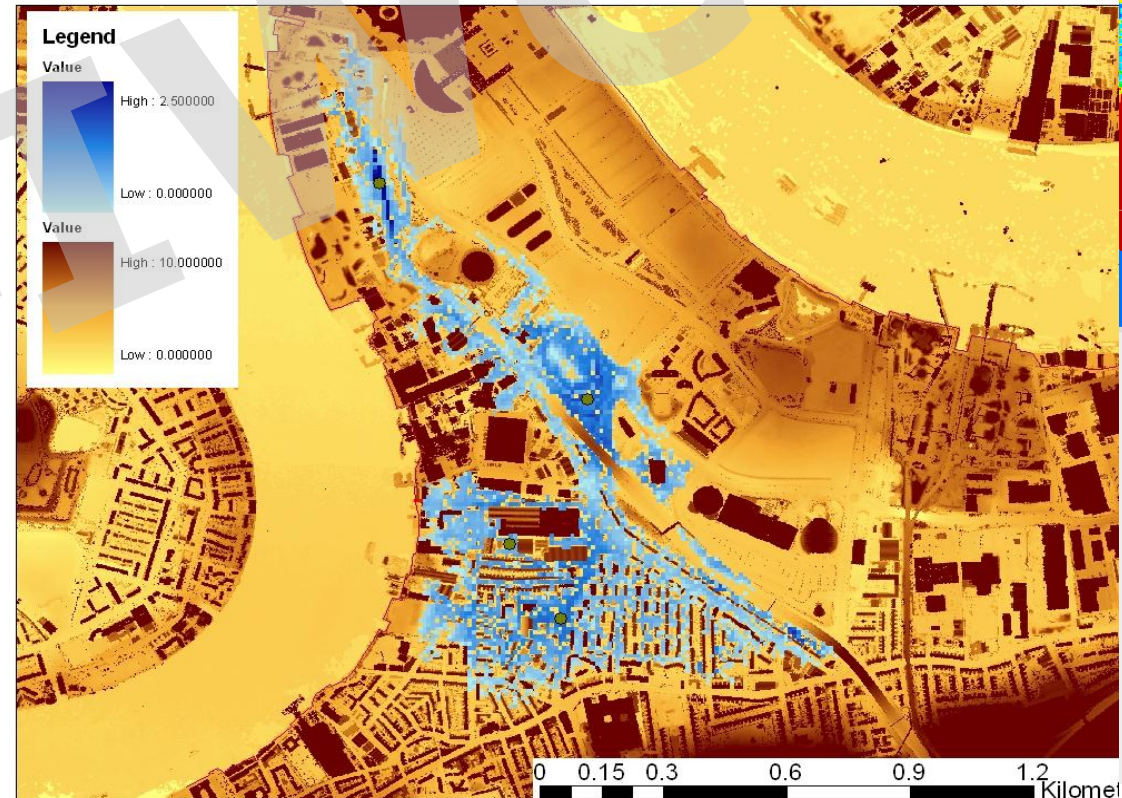 Legend
Value
High : 2.500000
Low : 0.000000
Value
High : 10.000000
Low : 0.000000
0 0.15 0.3 0.6 0.9 1.2
Kilomet